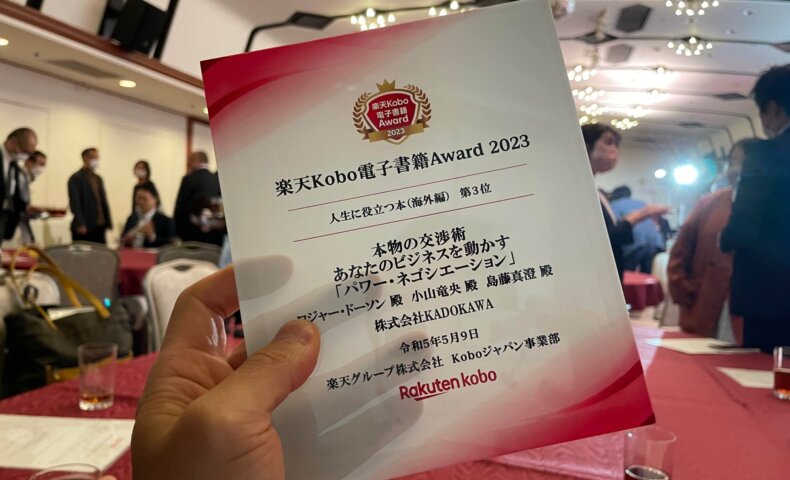 楽天Kobo
電子書籍
Award
2023
楽天Kobo電子書籍Award 2023
人生に役立つ本(海外編) 第3位
本物の交渉術
あなたのビジネスを動かす
「パワー・ネゴシエーション」
ロジャー・ドーソン 殿 小山竜央 殿 島藤真澄 殿
株式会社KADOKAWA
令和5年5月9日
楽天グループ株式会社 Koboジャパン事業部
Rakuten kobo